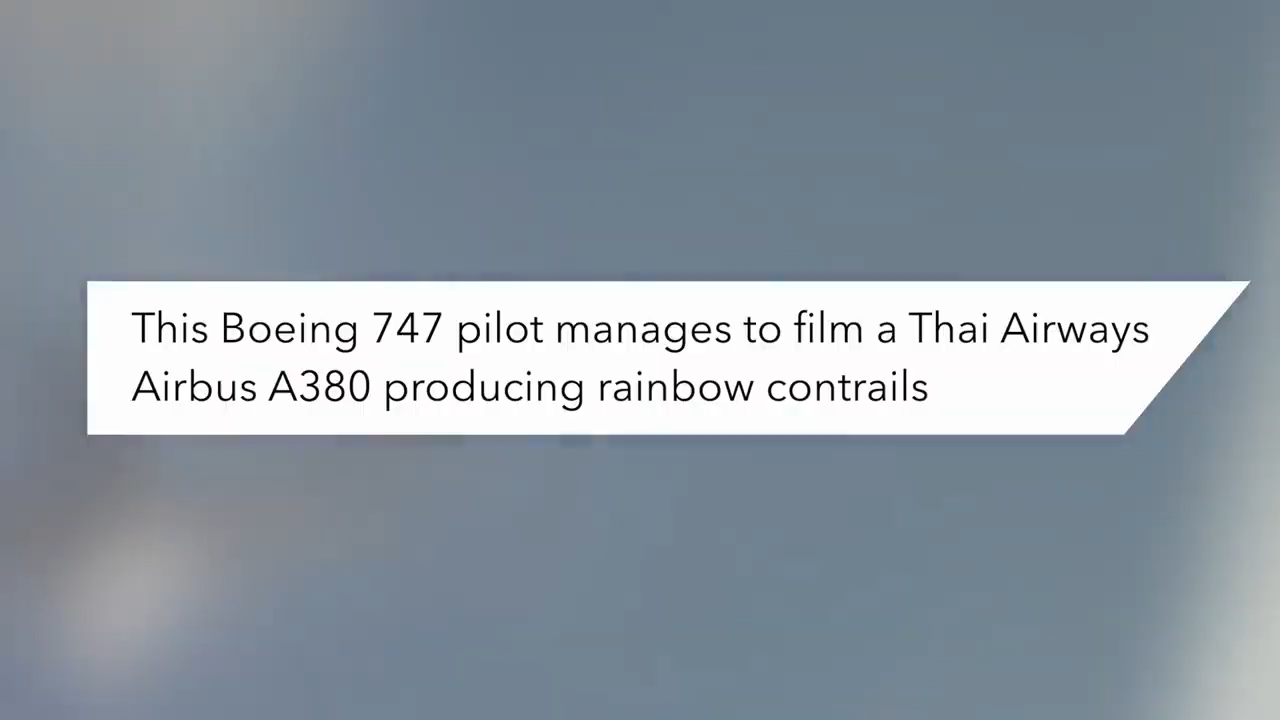 This Boeing 747 pilot manages to film a Thai Airways
Airbus A380 producing rainbow contrails